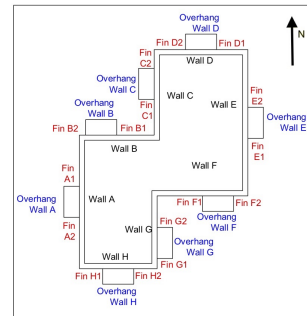 Overhang
Wall D
Fin D2
Fin D1
N
Fin
C2
Wall D
Overhang
Wall C
Wall C
Fin
E2
Wall E
Overhang
Wall B
Fin
C1
Overhang
Wall E
Fin B2
Fin B1
Wall B
Fin
E1
Wall F
Fin
A1
Overhang
Wall A
Wall A
Fin F1
Fin F2
Fin
A2
Wall G
Fin G2
Overhang
Wall F
Overhang
Wall G
Wall H
Fin G1
Fin
H1
Fin H2
Overhang
Wall H